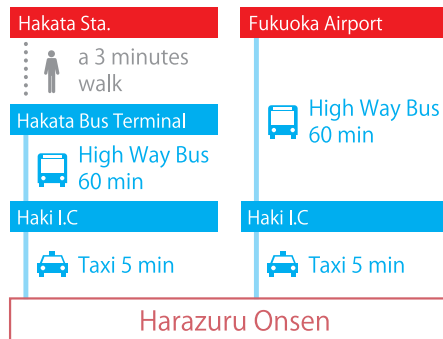 Hakata Sta.
a 3 minutes
walk
Hakata Bus Terminal
High Way Bus
60 min
Haki I.C
Taxi 5 min
Fukuoka Airport
High Way Bus
60 min
Haki I.C
Taxi 5 min
Harazuru Onsen